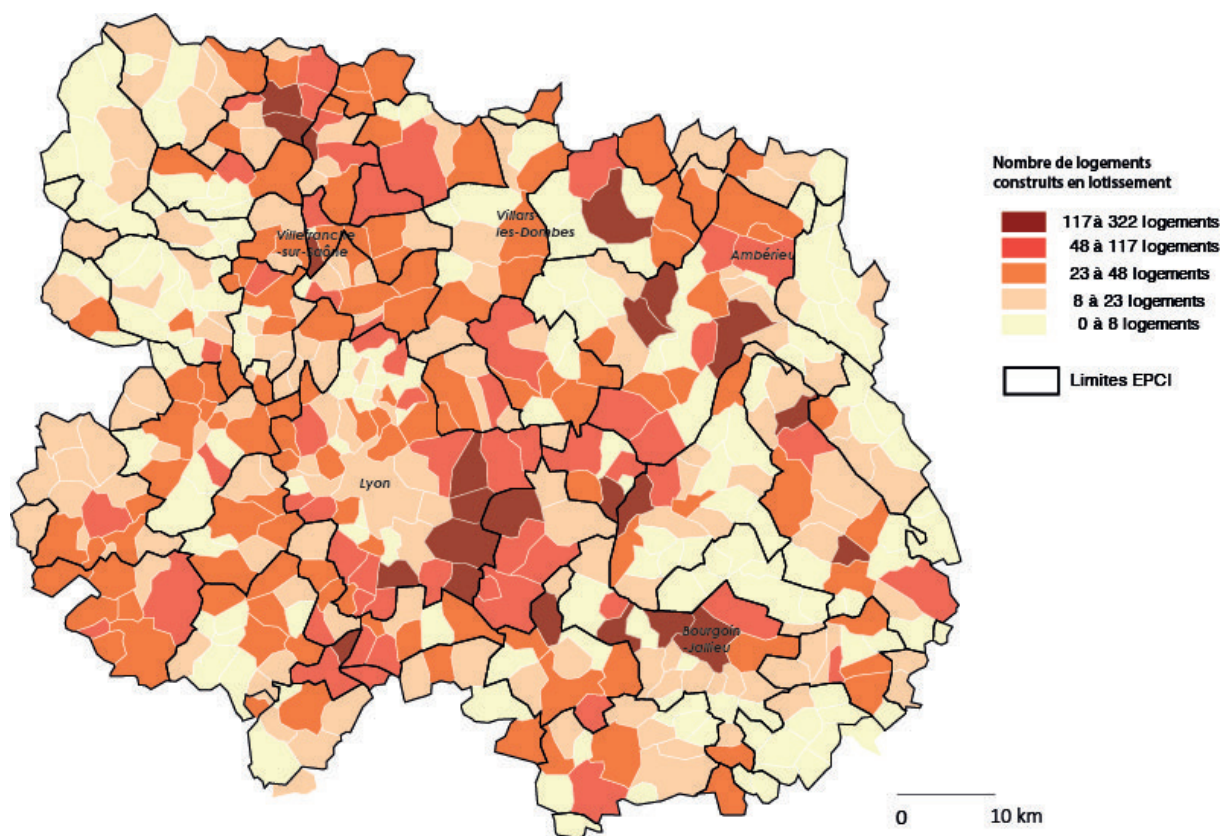 Villefranche
-sur-Saône
Villars
les-Dombes
Ambérieu
Lyon
Bourgoin
-Jallieu
Nombre de logements
construits en lotissement
117 à 322 logements
48 à 117 logements
23 à 48 logements
8 à 23 logements
0 à 8 logements
Limites EPCI
0 10 km